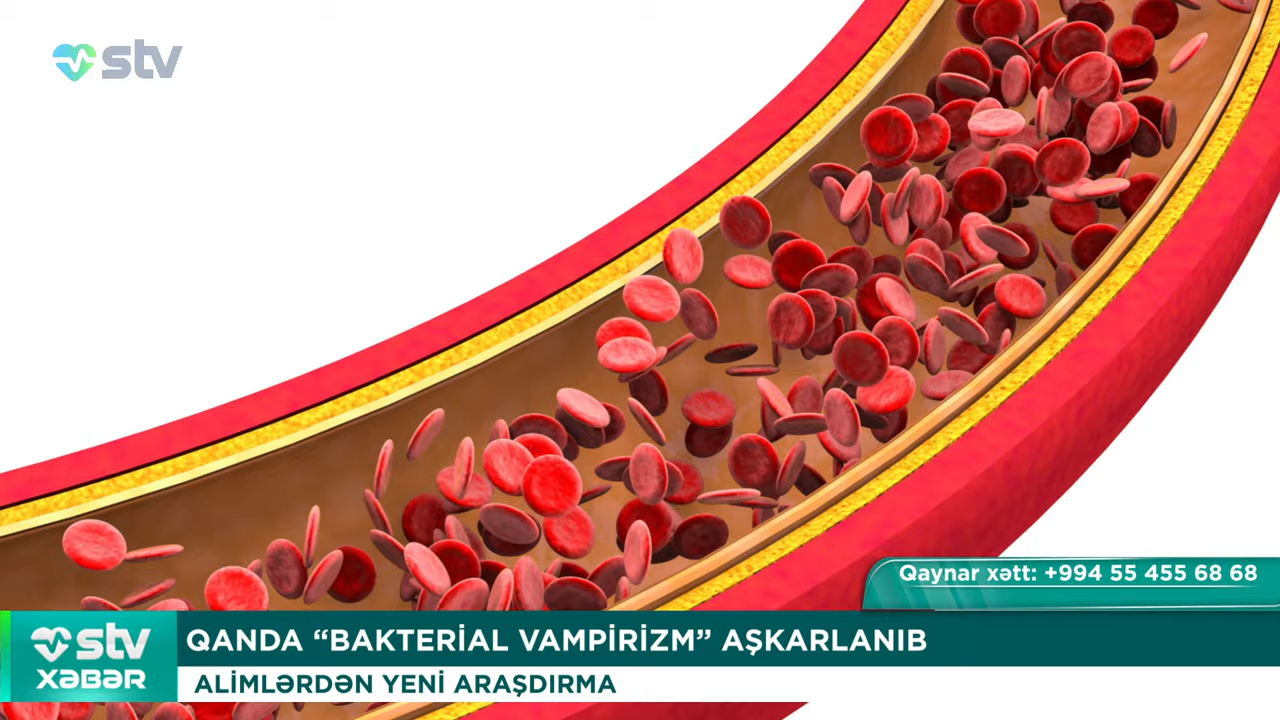 stv
Qaynar xətt: +994 55 455 68 68
stv
XƏBƏR
QANDA “BAKTERİAL VAMPİRİZM” AŞKARLANIB
ALİMLƏRDƏN YENİ ARAŞDIRMA